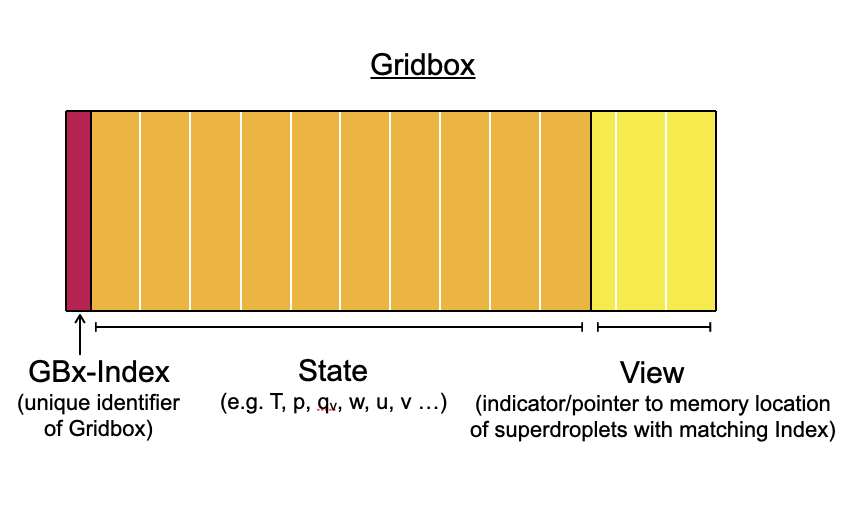 Gridbox
GBx-Index
(unique identifier
of Gridbox)
State
(e.g. T, p, qᵥ, w, u, v …)
View
(indicator/pointer to memory location
of superdroplets with matching Index)